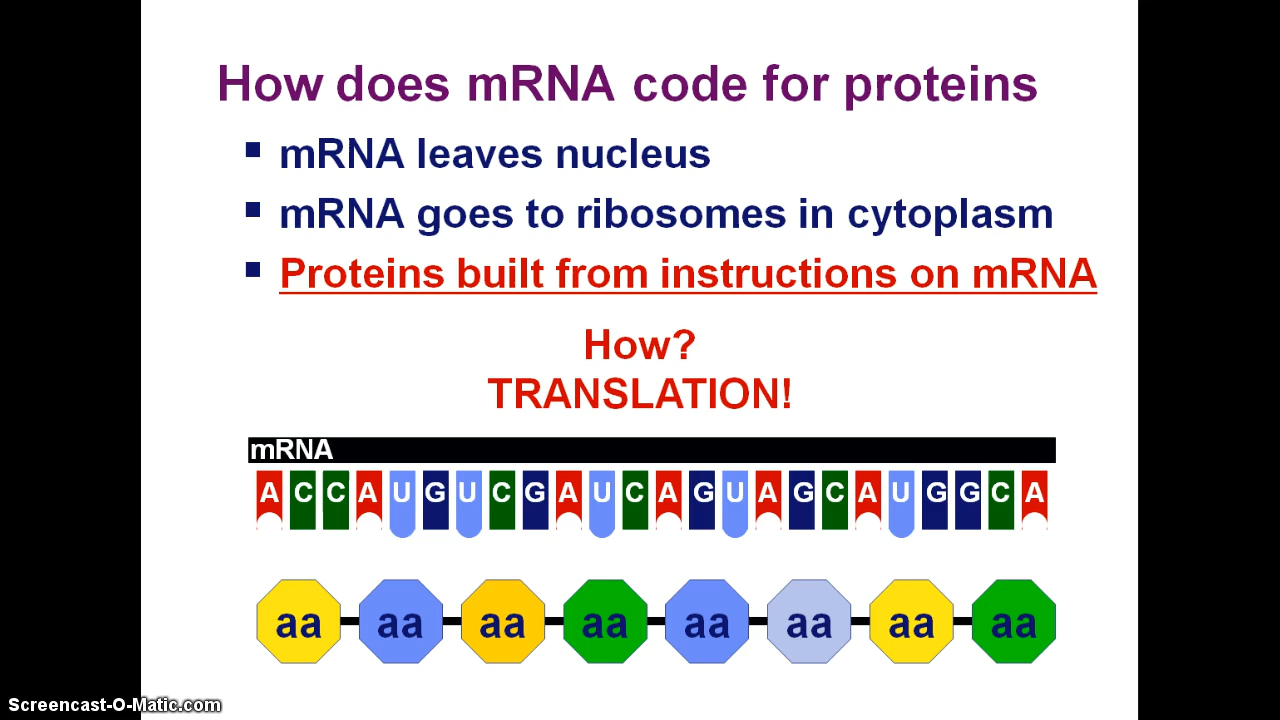 How does mRNA code for proteins
mRNA leaves nucleus
mRNA goes to ribosomes in cytoplasm
Proteins built from instructions on mRNA
How?
TRANSLATION!
mRNA
A C C A U G U C G A U C A G U A G C A U G G C A
aa aa aa aa aa aa aa aa
Screencast-O-Matic.com